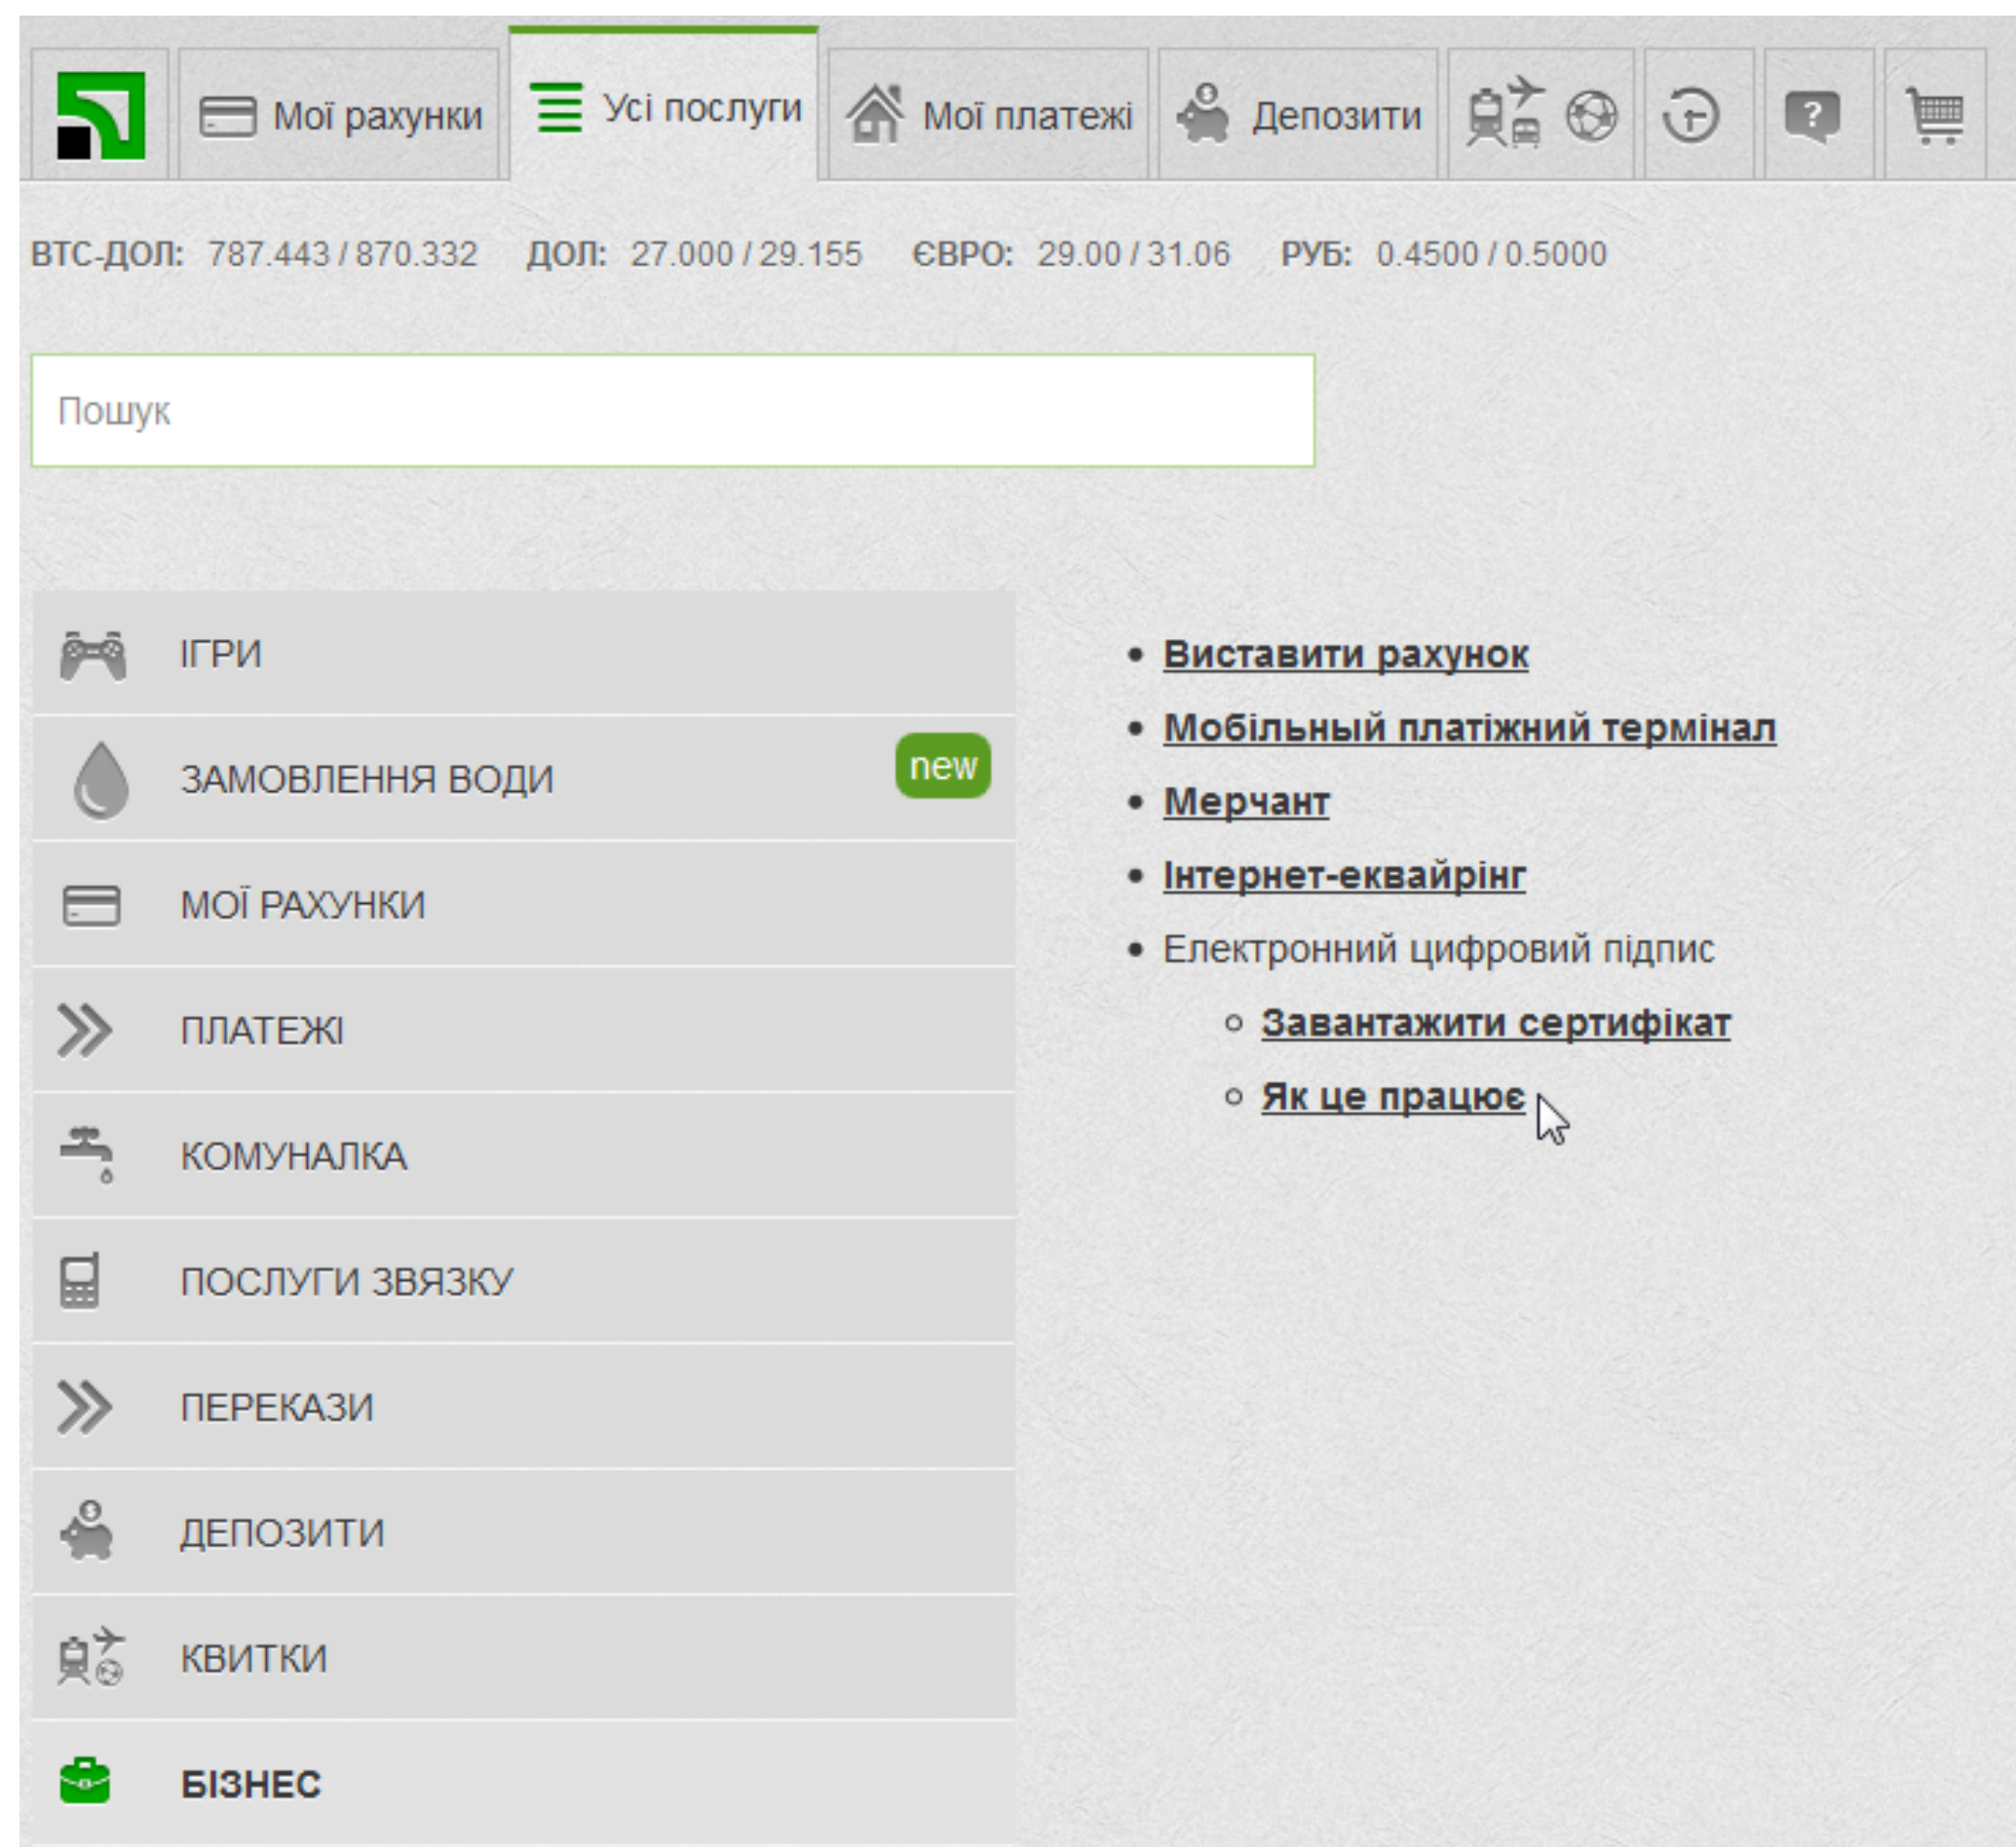 Мої рахунки Усі послуги Мої платежі Депозити
BTC-ДОЛ: 787.443 / 870.332 ДОЛ: 27.000 / 29.155 ЄВРО: 29.00 / 31.06 РУБ: 0.4500 / 0.5000
Пошук
ІГРИ
ЗАМОВЛЕННЯ ВОДИ new
МОЇ РАХУНКИ
ПЛАТЕЖІ
КОМУНАЛКА
ПОСЛУГИ ЗВЯЗКУ
ПЕРЕКАЗИ
ДЕПОЗИТИ
КВИТКИ
БІЗНЕС
Виставити рахунок
Мобільный платіжний термінал
Мерчант
Інтернет-еквайрінг
Електронний цифровий підпис
Завантажити сертифікат
Як це працює